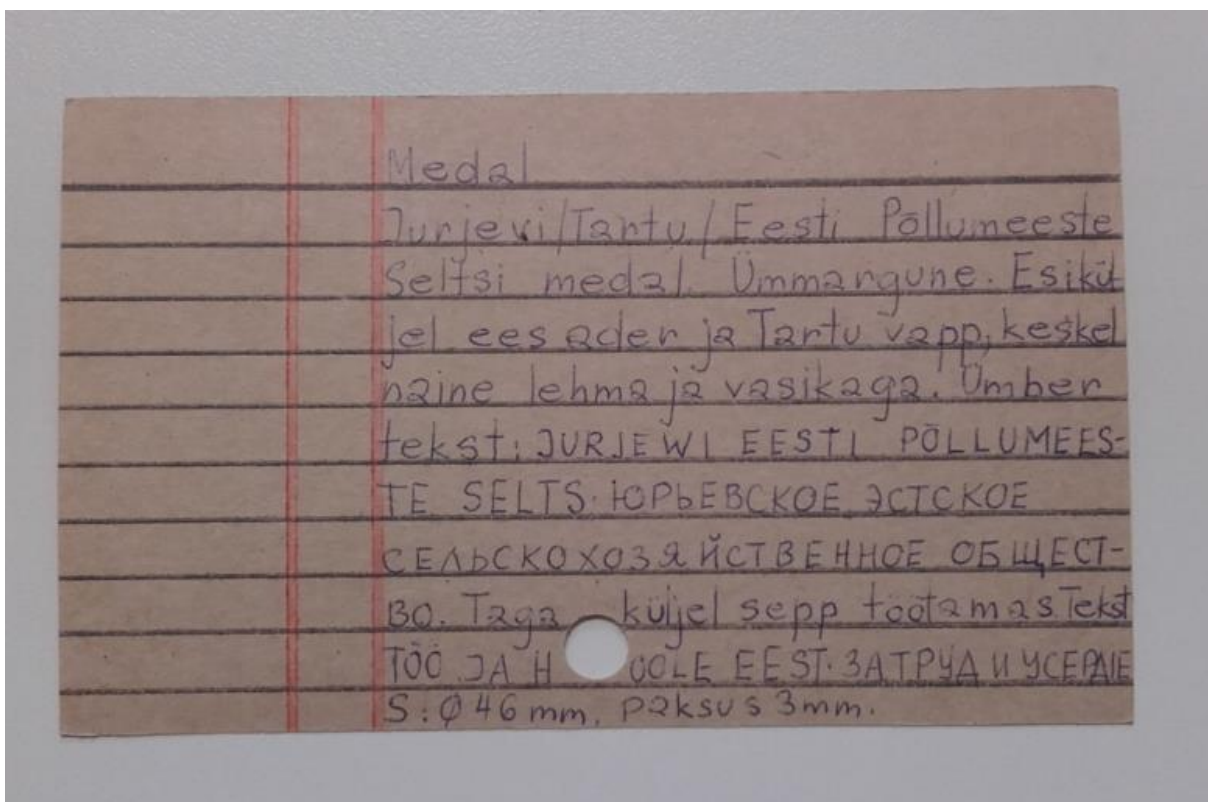 Medal
Jurjevi/Tartu/Eesti Põllumeeste
Seltsi medal. Ümmargune. Eskül
jel ees ader ja Tartu vapp, keskel
naine lehma ja vasikaga. Ümber
tekst: JURJEWI EESTI PÕLLUMEES-
TE SELTS·ЮРЬЕВСКОЕ ЭСТСКОЕ
СЕЛЬСКОХОЗЯЙСТВЕННОЕ ОБЩЕСТ-
ВО. Taga küljel sepp töötamas Tekst
TÖÖ JA H OOLE EEST·ЗА ТРУД И УСЕРДIЕ
S: Ø 46 mm, paksus 3mm.